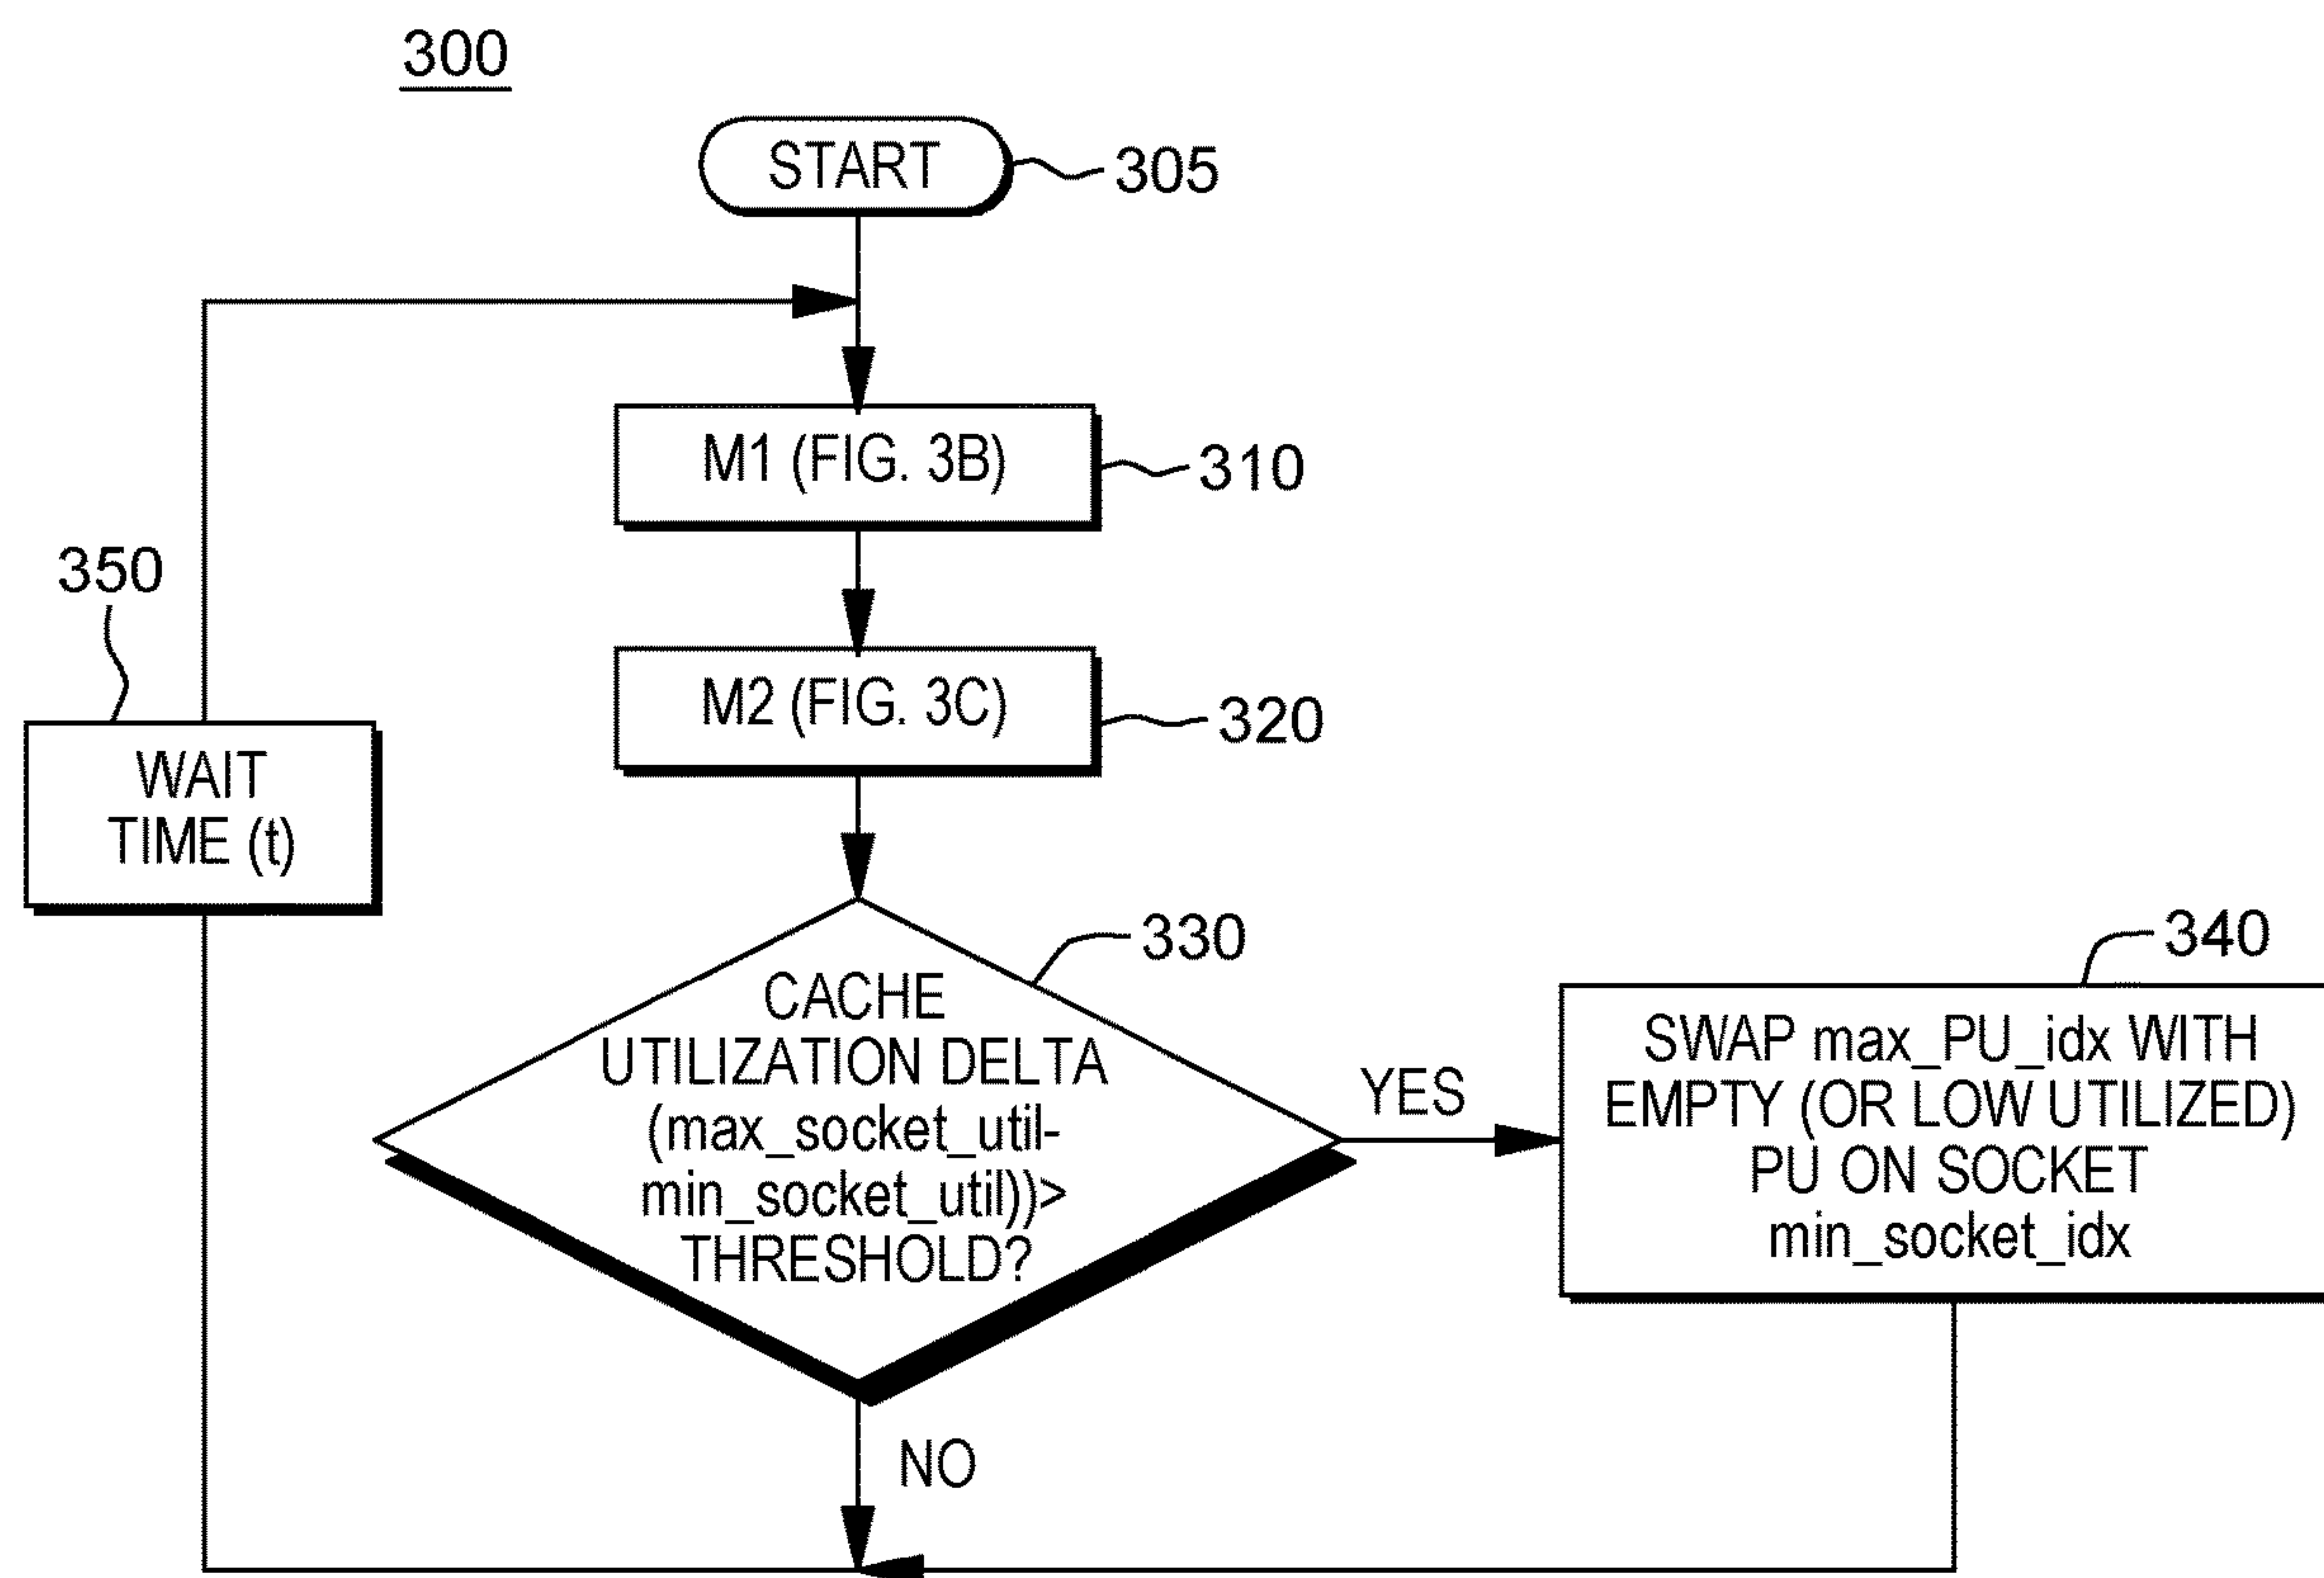 300
START
305
M1 (FIG. 3B)
310
350
M2 (FIG. 3C)
320
WAIT
TIME (t)
330
CACHE
UTILIZATION DELTA
(max_socket_util-
min_socket_util))>
THRESHOLD?
YES
340
SWAP max_PU_idx WITH
EMPTY (OR LOW UTILIZED)
PU ON SOCKET
min_socket_idx
NO